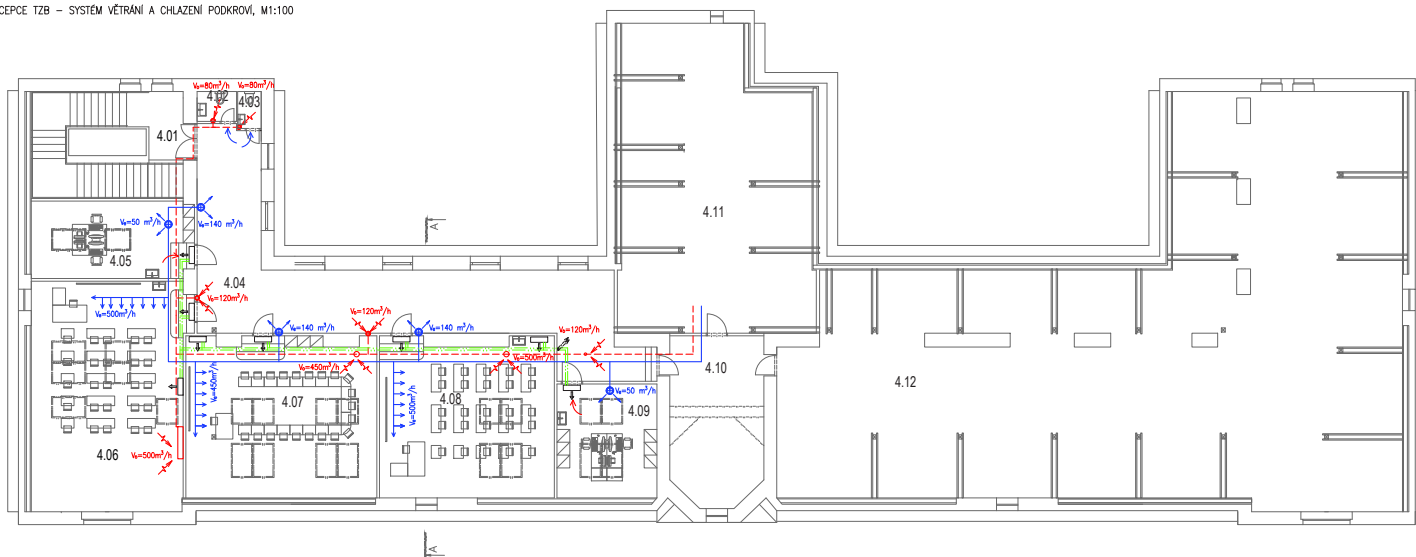 CEPCE TZB – SYSTÉM VĚTRÁNÍ A CHLAZENÍ PODKROVÍ, M1:100
V₀=80m³/h
V₀=80m³/h
4.02
4.03
4.01
V₀=50 m³/h
V₀=140 m³/h
4.11
A
4.05
4.04
V₀=120m³/h
V₀=500m³/h
V₀=120m³/h
V₀=140 m³/h
V₀=140 m³/h
V₀=120m³/h
V₀=450m³/h
V₀=500m³/h
4.10
4.12
V₀=450m³/h
4.07
V₀=500m³/h
4.08
V₀=50 m³/h
4.09
4.06
V₀=500m³/h
A